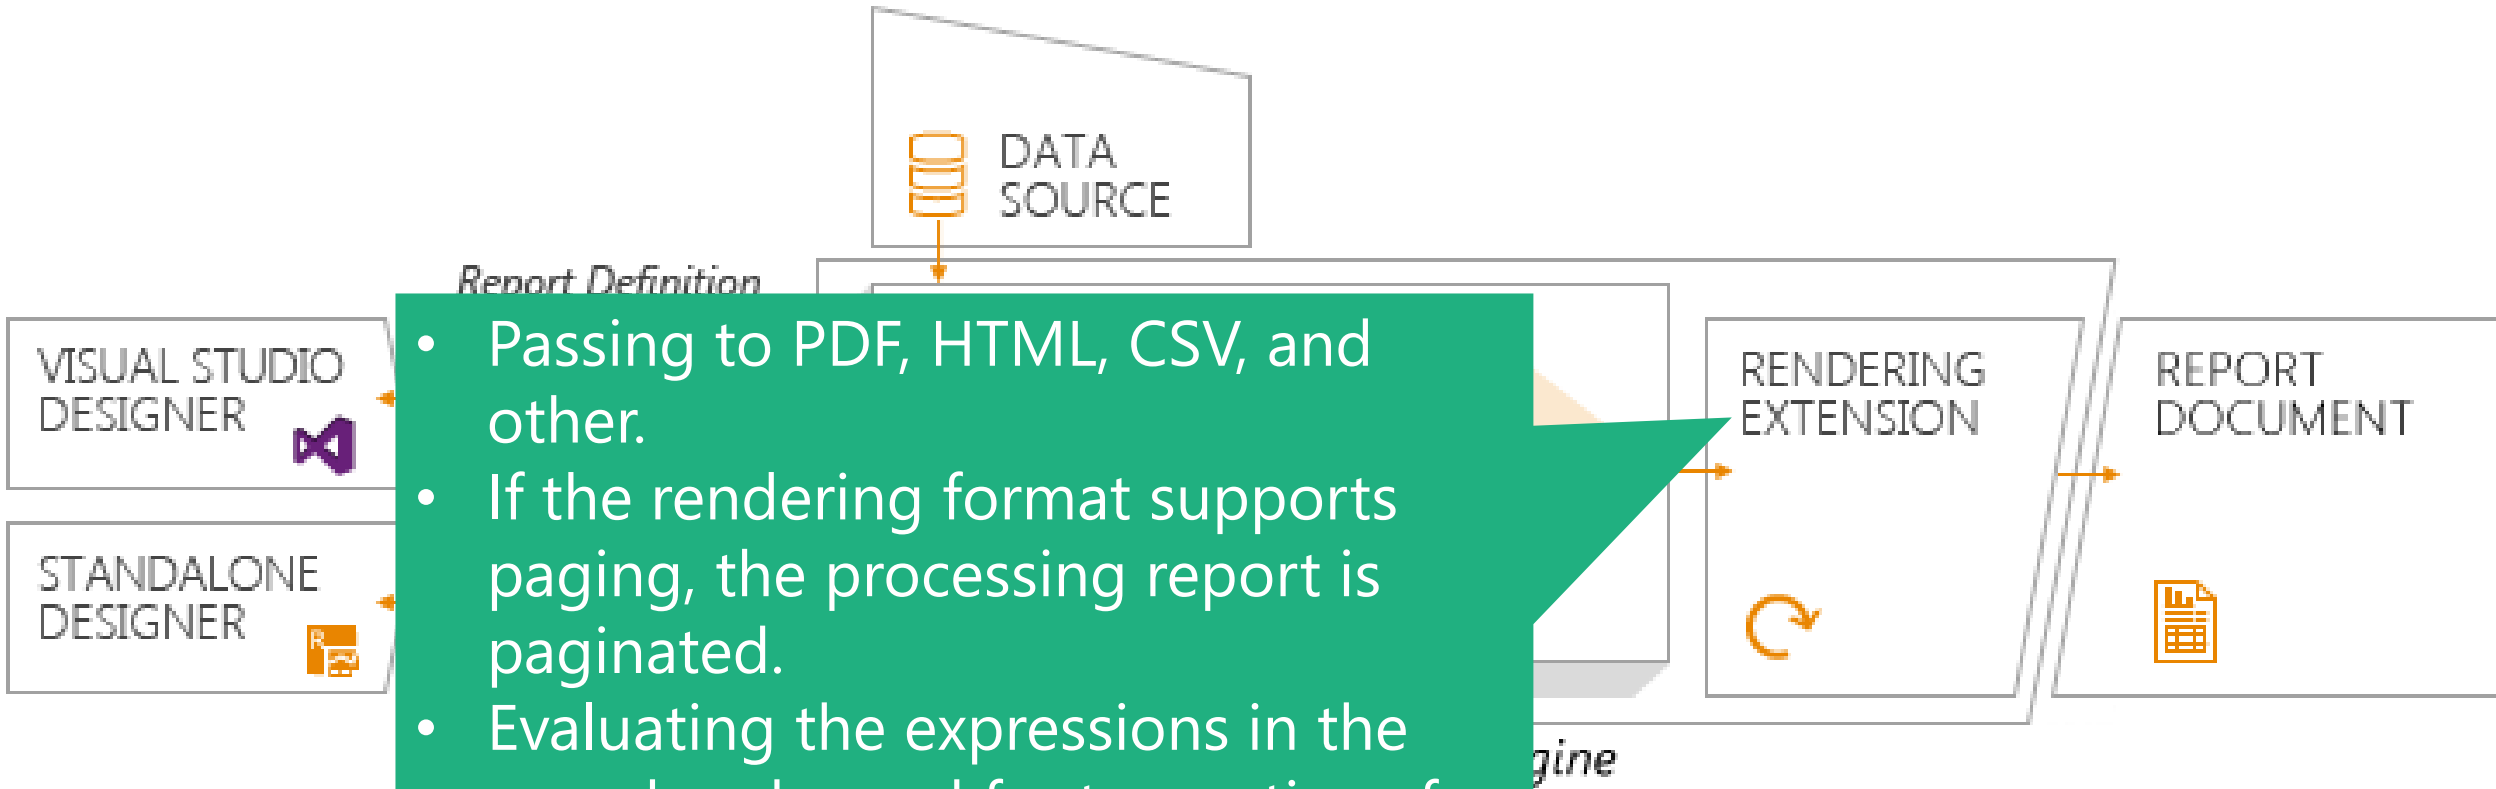 DATA
SOURCE
Report Definition
VISUAL STUDIO
DESIGNER
STANDALONE
DESIGNER
• Passing to PDF, HTML, CSV, and
other.
• If the rendering format supports
paging, the processing report is
paginated.
• Evaluating the expressions in the
RENDERING
EXTENSION
REPORT
DOCUMENT